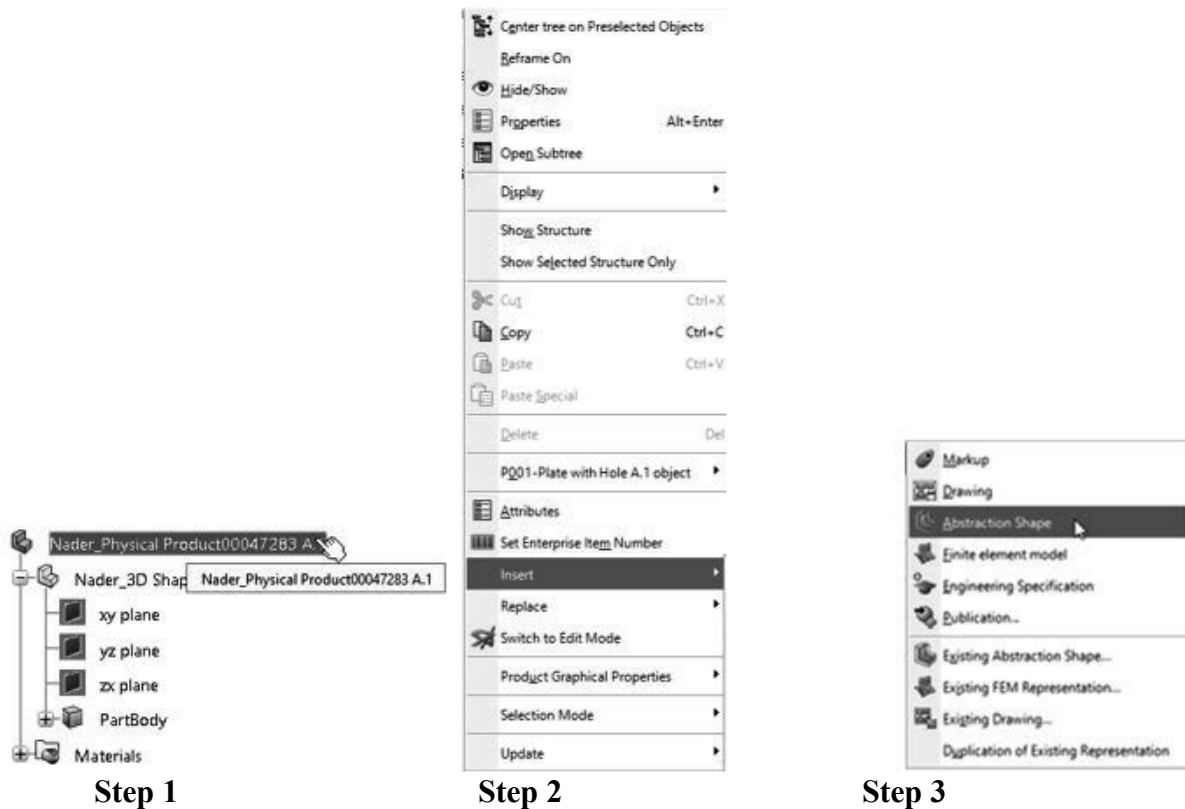 Nader_Physical Product00047283 A.
Nader_3D Shap
Nader_Physical Product00047283 A.1
xy plane
yz plane
zx plane
PartBody
Materials
Step 1
Center tree on Preselected Objects
Reframe On
Hide/Show
Properties Alt+Enter
Open Subtree
Display
Show Structure
Show Selected Structure Only
Cut Ctrl+X
Copy Ctrl+C
Paste Ctrl+V
Paste Special
Delete Del
P001-Plate with Hole A.1 object
Attributes
Set Enterprise Item Number
Insert
Replace
Switch to Edit Mode
Product Graphical Properties
Selection Mode
Update
Step 2
Markup
Drawing
Abstraction Shape
Finite element model
Engineering Specification
Publication...
Existing Abstraction Shape...
Existing FEM Representation...
Existing Drawing...
Duplication of Existing Representation
Step 3